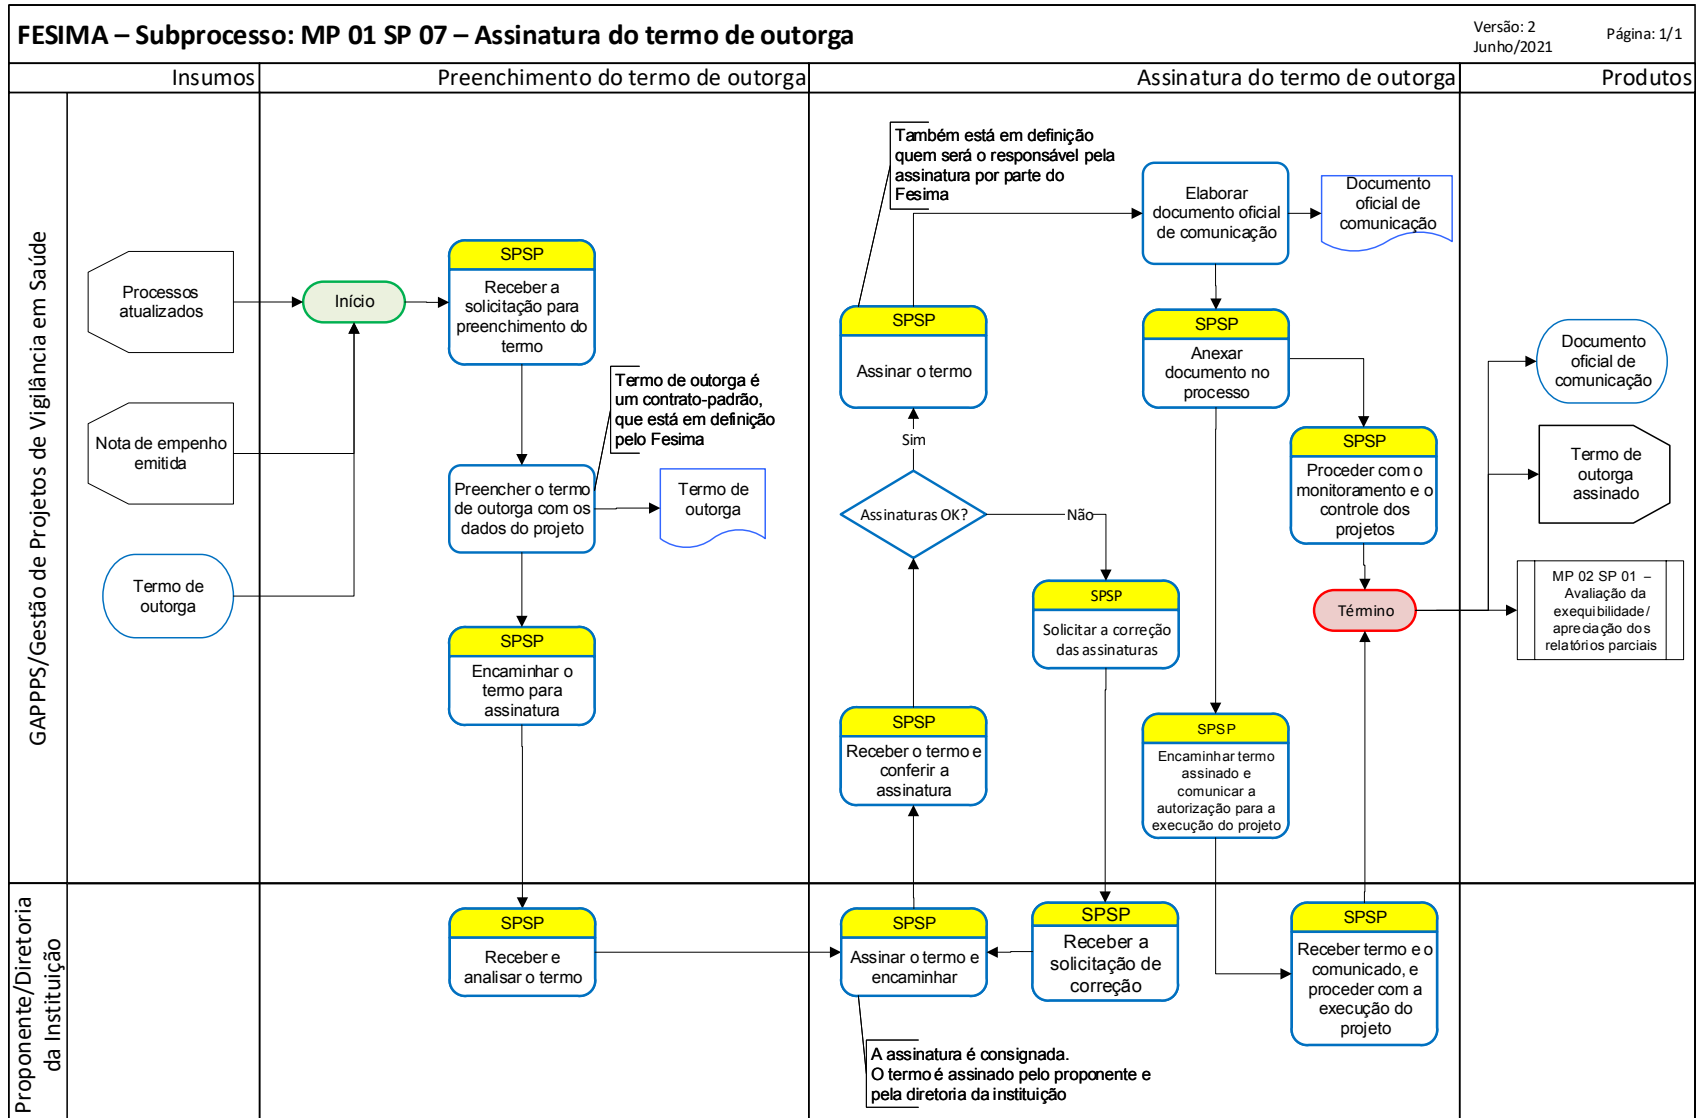 FESIMA – Subprocesso: MP 01 SP 07 – Assinatura do termo de outorga
Versão: 2
Junho/2021
Página: 1/1
Insumos
Preenchimento do termo de outorga
Assinatura do termo de outorga
Produtos
GAPPPS/Gestão de Projetos de Vigilância em Saúde
Processos
atualizados
Nota de empenho
emitida
Termo de
outorga
Início
SPSP
Receber a
solicitação para
preenchimento do
termo
Termo de outorga é
um contrato-padrão,
que está em definição
pelo Fesima
Preencher o termo
de outorga com os
dados do projeto
Termo de
outorga
SPSP
Encaminhar o
termo para
assinatura
Também está em definição
quem será o responsável pela
assinatura por parte do
Fesima
SPSP
Assinar o termo
Sim
Assinaturas OK?
Não
SPSP
Solicitar a correção
das assinaturas
SPSP
Receber o termo e
conferir a
assinatura
Elaborar
documento oficial
de comunicação
Documento
oficial de
comunicação
SPSP
Anexar
documento no
processo
SPSP
Proceder com o
monitoramento e o
controle dos
projetos
Término
SPSP
Encaminhar termo
assinado e
comunicar a
autorização para a
execução do projeto
Documento
oficial de
comunicação
Termo de
outorga
assinado
MP 02 SP 01 –
Avaliação da
exequibilidade/
apreciação dos
relatórios parciais
Proponente/Diretoria
da Instituição
SPSP
Receber e
analisar o termo
SPSP
Assinar o termo e
encaminhar
SPSP
Receber a
solicitação de
correção
SPSP
Receber termo e o
comunicado, e
proceder com a
execução do
projeto
A assinatura é consignada.
O termo é assinado pelo proponente e
pela diretoria da instituição